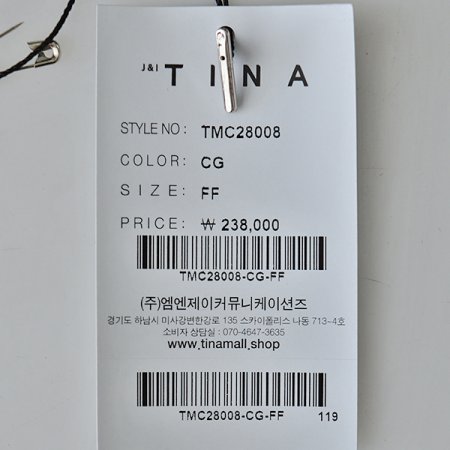 J&I TINA
STYLE NO: TMC28008
COLOR: CG
SIZE: FF
PRICE: ₩ 238,000
TMC28008-CG-FF
(주)엠엔제이커뮤니케이션즈
경기도 하남시 미사강변한강로 135 스카이폴리스 나동 713~4호
소비자 상담실 : 070-4647-3635
www.tinamall.shop
TMC28008-CG-FF 119